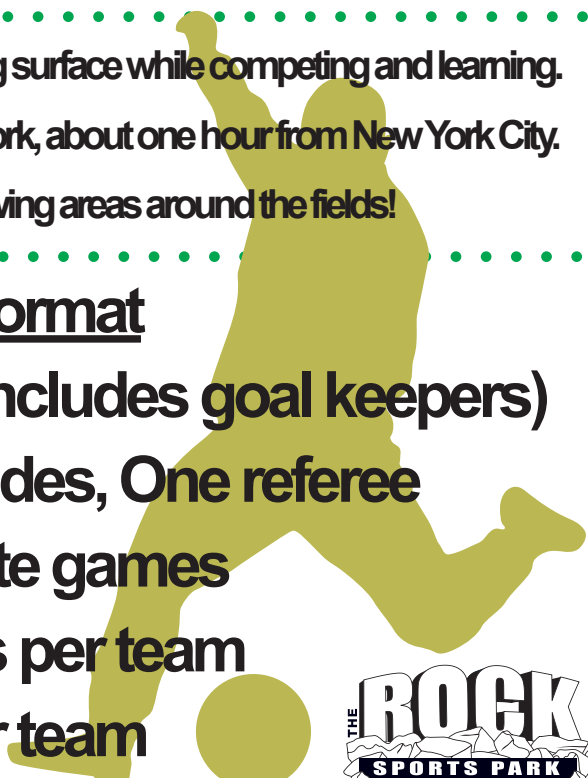 g surface while competing and learning.
ork, about one hour from New York City.
ving areas around the fields!
ormat
ncludes goal keepers)
des, One referee
te games
s per team
r team
THE
ROCK
SPORTS PARK